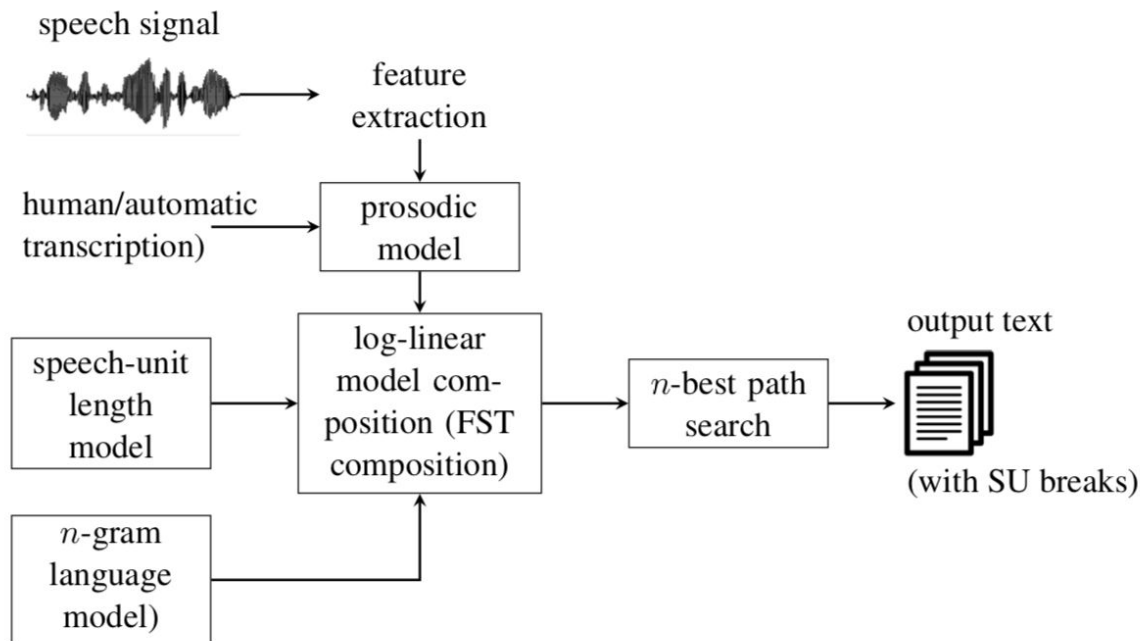 speech signal
feature
extraction
human/automatic
transcription)
prosodic
model
speech-unit
length
model
log-linear
model com-
position (FST
composition)
n-best path
search
output text
(with SU breaks)
n-gram
language
model)